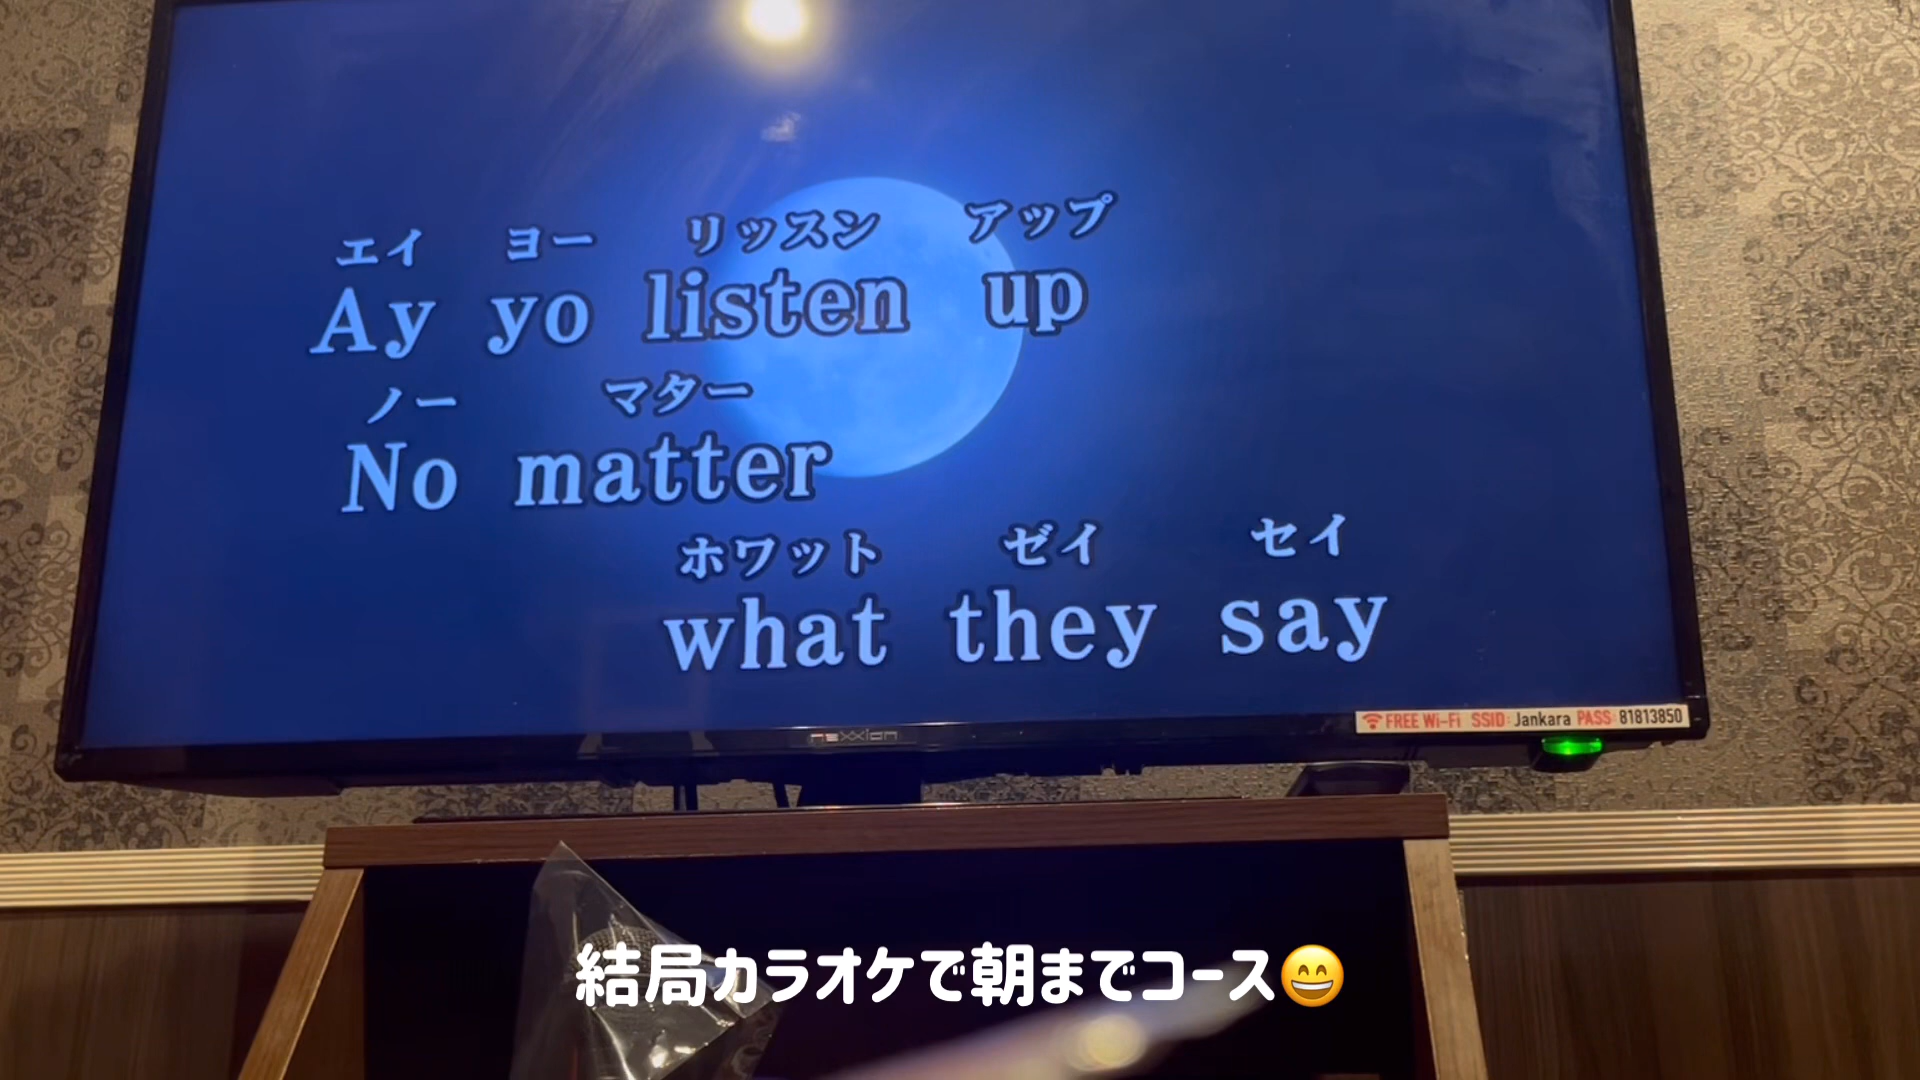 エイ ヨー リッスン アップ
Ay yo listen up
ノー マター
No matter
ホワット ゼイ セイ
what they say
FREE Wi-Fi SSID: Jankara PASS: 81813850
nexxion
結局カラオケで朝までコース😄